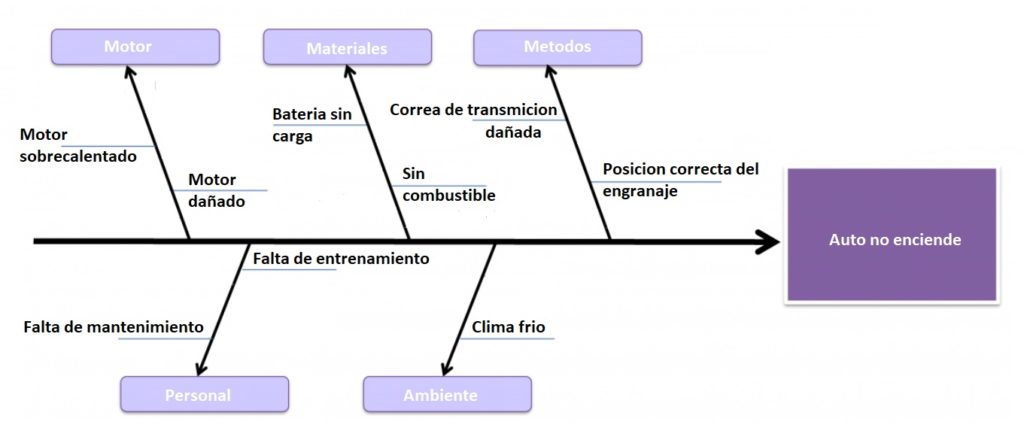 Motor
Materiales
Metodos
Motor
sobrecalentado
Motor
dañado
Bateria sin
carga
Sin
combustible
Correa de transmicion
dañada
Posicion correcta del
engranaje
Auto no enciende
Falta de entrenamiento
Falta de mantenimiento
Clima frio
Personal
Ambiente